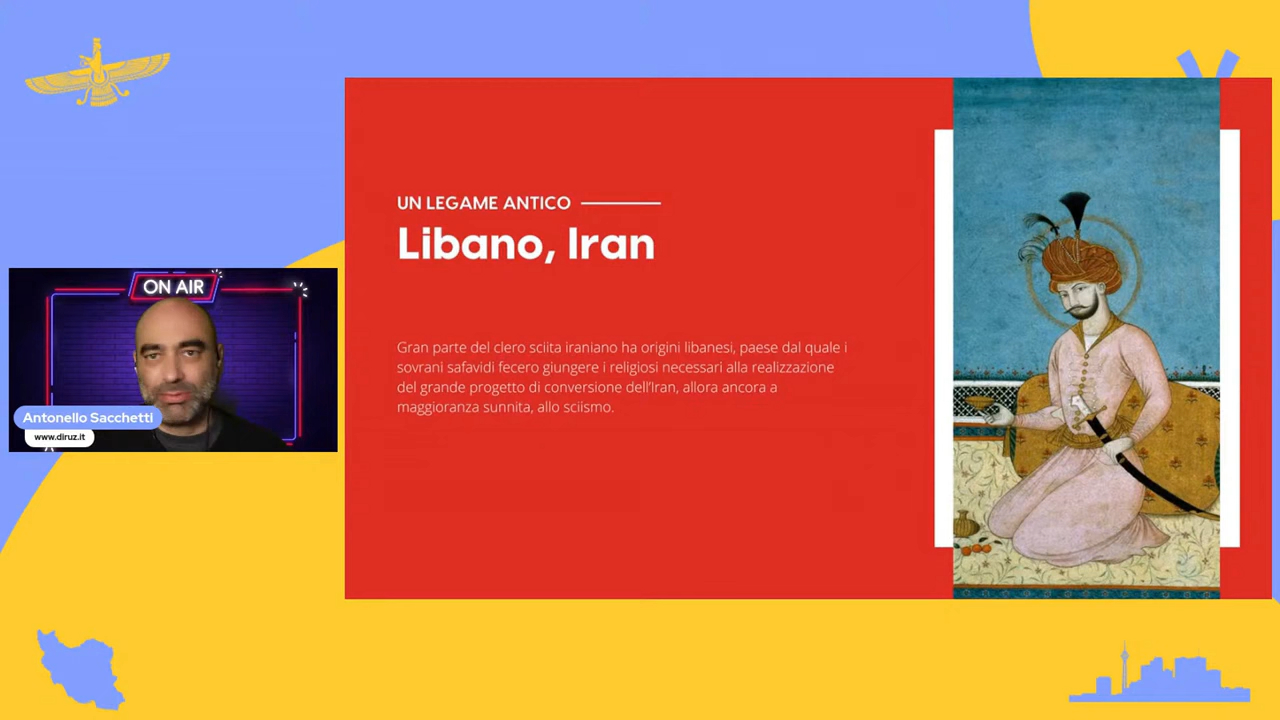 UN LEGAME ANTICO
Libano, Iran
Gran parte del clero sciita iraniano ha origini libanesi, paese dal quale i
sovrani safavidi fecero giungere i religiosi necessari alla realizzazione
del grande progetto di conversione dell'Iran, allora ancora a
maggioranza sunnita, allo sciismo.
ON AIR
Antonello Sacchetti
www.diruz.it